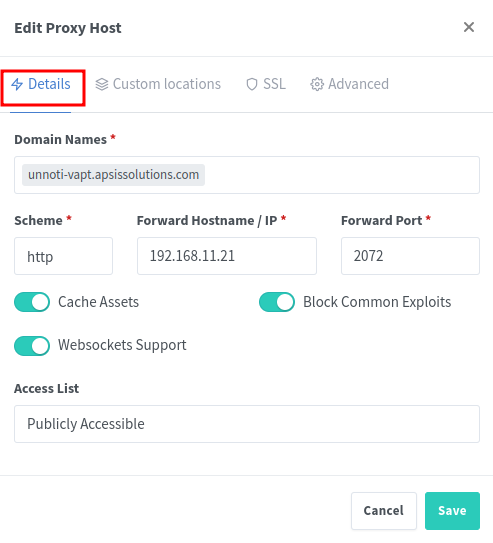 Edit Proxy Host
Details Custom locations SSL Advanced
Domain Names *
unnoti-vapt.apsissolutions.com
Scheme * Forward Hostname / IP * Forward Port *
http 192.168.11.21 2072
Cache Assets Block Common Exploits
Websockets Support
Access List
Publicly Accessible
Cancel Save